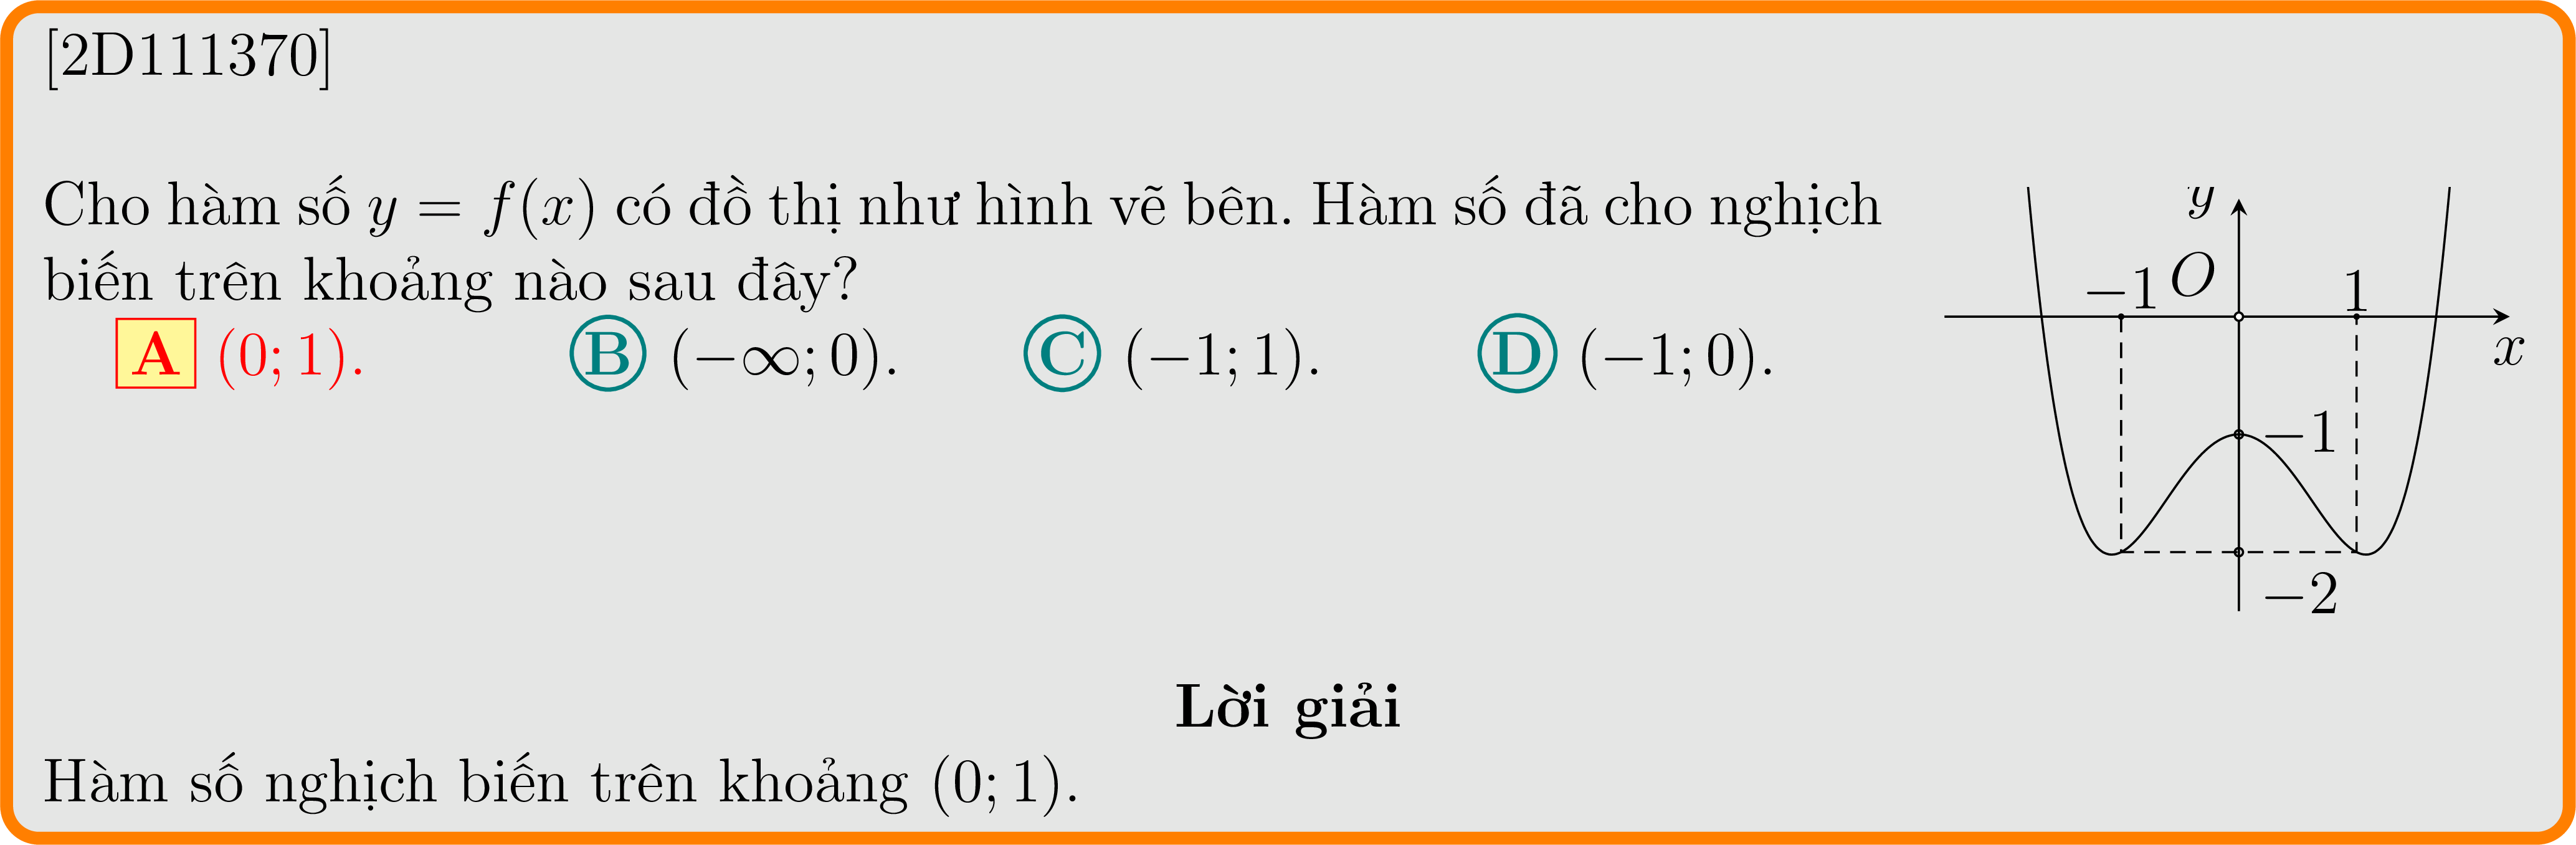 [2D111370]
Cho hàm số y = f(x) có đồ thị như hình vẽ bên. Hàm số đã cho nghịch
biến trên khoảng nào sau đây?
A (0; 1). B (−∞; 0). C (−1; 1). D (−1; 0).
y
O
−1
1
x
−1
−2
Lời giải
Hàm số nghịch biến trên khoảng (0; 1).